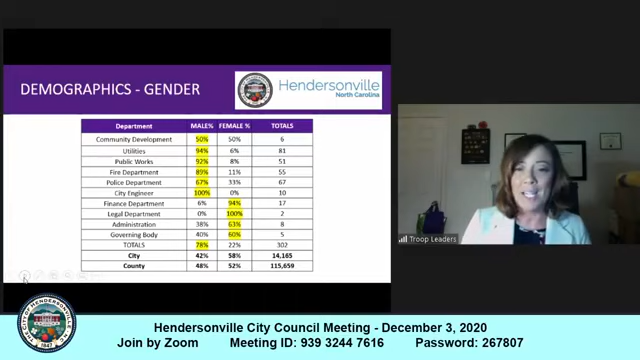 DEMOGRAPHICS - GENDER
Hendersonville
North Carolina
Department MALE% FEMALE % TOTALS
Community Development 50% 50% 6
Utilities 94% 6% 81
Public Works 92% 8% 51
Fire Department 89% 11% 55
Police Department 67% 33% 67
City Engineer 100% 0% 10
Finance Department 6% 94% 17
Legal Department 0% 100% 2
Administration 38% 63% 8
Governing Body 40% 60% 5
TOTALS 78% 22% 302
City 42% 58% 14,165
County 48% 52% 115,659
Troop Leaders
Hendersonville City Council Meeting - December 3, 2020
Join by Zoom Meeting ID: 939 3244 7616 Password: 267807